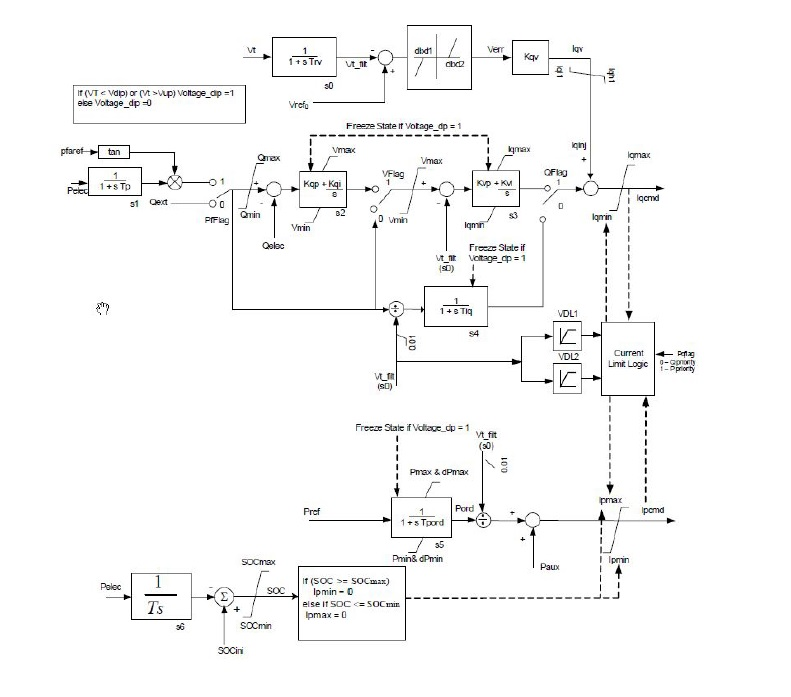 Vt
1
1 + s Trv
s0
Vt_filt
-
+
Vref0
dbd1
dbd2
Verr
Kqv
Iqv
Iql1
Iqh1
if (VT < Vdip) or (Vt >Vup) Voltage_dip =1
else Voltage_dip =0
Freeze State if Voltage_dp = 1
pfaref
tan
Pelec
1
1 + s Tp
s1
Qext
1
0
PfFlag
Qmax
Qmin
+
-
Qelec
Vmax
Kqp + Kqi
s
Vmin
s2
VFlag
1
0
Vmax
Vmin
+
-
Vt_filt
(s0)
Iqmax
Kvp + Kvi
s
Iqmin
s3
QFlag
1
0
Iqinj
+
+
Iqmax
Iqmin
Iqcmd
Freeze State if
Voltage_dp = 1
1
1 + s Tiq
s4
÷
0.01
Vt_filt
(s0)
VDL1
VDL2
Current
Limit Logic
Pqflag
0 – Q priority
1 – P priority
Freeze State if Voltage_dp = 1
Vt_filt
(s0)
0.01
Pmax & dPmax
Pref
1
1 + s Tpord
s5
Pmin & dPmin
Pord
÷
+
+
Paux
Ipmax
Ipcmd
Ipmin
Pelec
1
Ts
s6
-
Σ
+
SOCini
SOCmax
SOC
SOCmin
if (SOC >= SOCmax)
Ipmin = 0
else if SOC <= SOCmin
Ipmax = 0